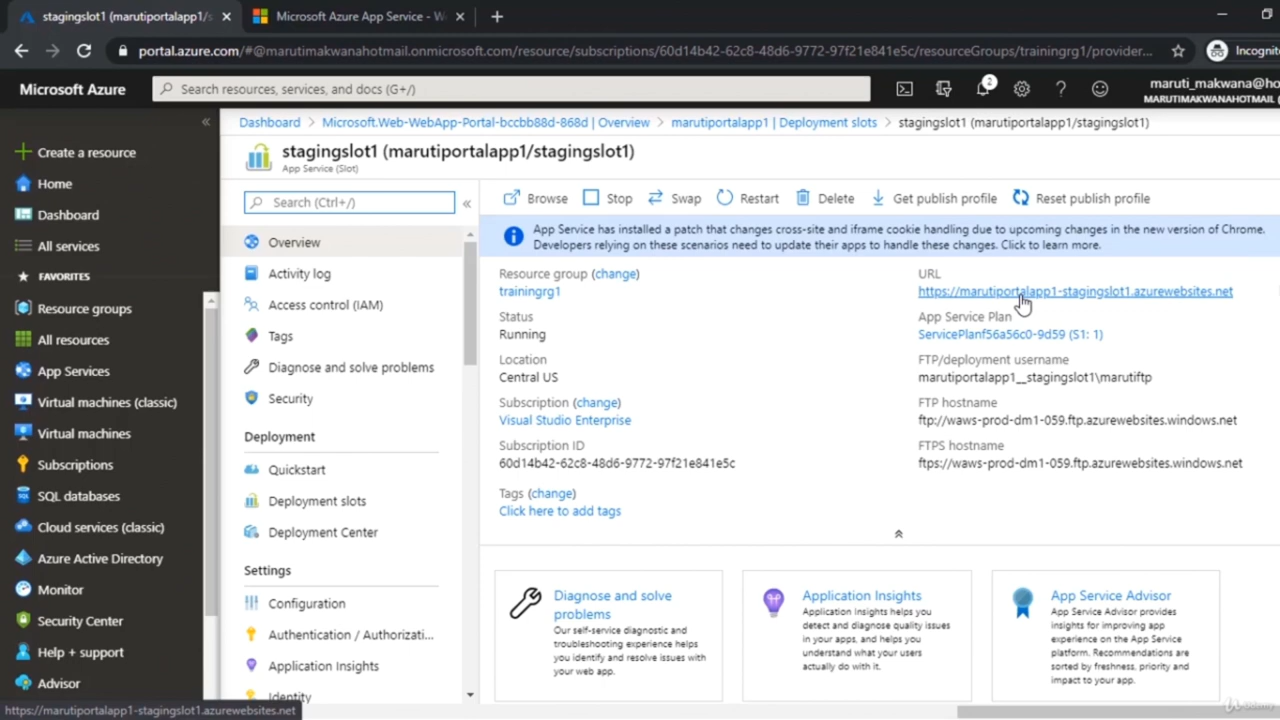 stagingslot1 (marutiportalapp1/s
Microsoft Azure App Service - W
portal.azure.com/#@marutimakwanahotmail.onmicrosoft.com/resource/subscriptions/60d14b42-62c8-48d6-9772-97f21e841e5c/resourceGroups/trainingrg1/provider...
Incognito
Microsoft Azure
Search resources, services, and docs (G+/)
2
maruti_makwana@ho
MARUTIMAKWANAHOTMAIL
Dashboard > Microsoft.Web-WebApp-Portal-bccbb88d-868d | Overview > marutiportalapp1 | Deployment slots > stagingslot1 (marutiportalapp1/stagingslot1)
Create a resource
Home
Dashboard
All services
FAVORITES
Resource groups
All resources
App Services
Virtual machines (classic)
Virtual machines
Subscriptions
SQL databases
Cloud services (classic)
Azure Active Directory
Monitor
Security Center
Help + support
Advisor
stagingslot1 (marutiportalapp1/stagingslot1)
App Service (Slot)
Search (Ctrl+/)
Overview
Activity log
Access control (IAM)
Tags
Diagnose and solve problems
Security
Deployment
Quickstart
Deployment slots
Deployment Center
Settings
Configuration
Authentication / Authorizati...
Application Insights
Identity
Browse
Stop
Swap
Restart
Delete
Get publish profile
Reset publish profile
App Service has installed a patch that changes cross-site and iframe cookie handling due to upcoming changes in the new version of Chrome.
Developers relying on these scenarios need to update their apps to handle these changes. Click to learn more.
Resource group (change)
trainingrg1
Status
Running
Location
Central US
Subscription (change)
Visual Studio Enterprise
Subscription ID
60d14b42-62c8-48d6-9772-97f21e841e5c
Tags (change)
Click here to add tags
URL
https://marutiportalapp1-stagingslot1.azurewebsites.net
App Service Plan
ServicePlanf56a56c0-9d59 (S1: 1)
FTP/deployment username
marutiportalapp1__stagingslot1\marutiftp
FTP hostname
ftp://waws-prod-dm1-059.ftp.azurewebsites.windows.net
FTPS hostname
ftps://waws-prod-dm1-059.ftp.azurewebsites.windows.net
Diagnose and solve
problems
Our self-service diagnostic and
troubleshooting experience helps
you identify and resolve issues with
your web app.
Application Insights
Application Insights helps you
detect and diagnose quality issues
in your apps, and helps you
understand what your users
actually do with it.
App Service Advisor
App Service Advisor provides
insights for improving app
experience on the App Service
platform. Recommendations are
sorted by freshness, priority and
impact to your app.
https://marutiportalapp1-stagingslot1.azurewebsites.net
Udemy